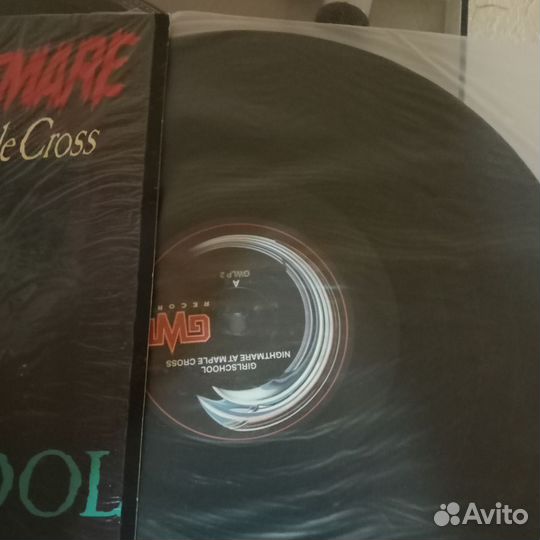 MARE
le Cross
OOL
A
GWLP 2
GWR
RECOR
GIRLSCHOOL
NIGHTMARE AT MAPLE CROSS
Avito